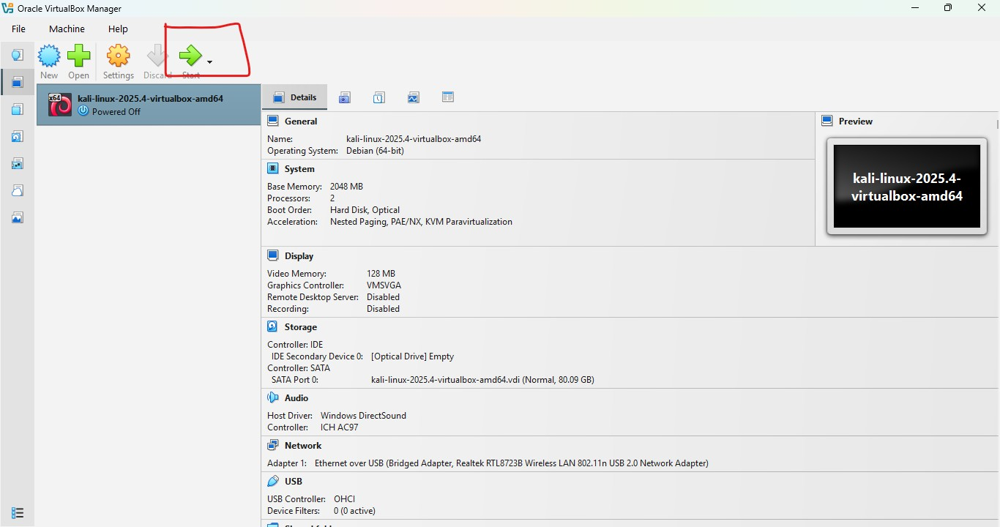 Oracle VirtualBox Manager
File Machine Help
New Open Settings Discard Start
x64 kali-linux-2025.4-virtualbox-amd64
Powered Off
Details
General
Name: kali-linux-2025.4-virtualbox-amd64
Operating System: Debian (64-bit)
Preview
kali-linux-2025.4-
virtualbox-amd64
System
Base Memory: 2048 MB
Processors: 2
Boot Order: Hard Disk, Optical
Acceleration: Nested Paging, PAE/NX, KVM Paravirtualization
Display
Video Memory: 128 MB
Graphics Controller: VMSVGA
Remote Desktop Server: Disabled
Recording: Disabled
Storage
Controller: IDE
IDE Secondary Device 0: [Optical Drive] Empty
Controller: SATA
SATA Port 0: kali-linux-2025.4-virtualbox-amd64.vdi (Normal, 80.09 GB)
Audio
Host Driver: Windows DirectSound
Controller: ICH AC97
Network
Adapter 1: Ethernet over USB (Bridged Adapter, Realtek RTL8723B Wireless LAN 802.11n USB 2.0 Network Adapter)
USB
USB Controller: OHCI
Device Filters: 0 (0 active)